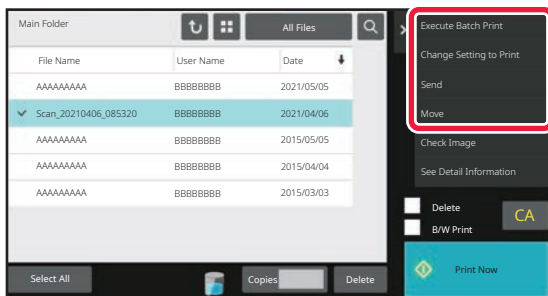 Main Folder
All Files
File Name User Name Date
AAAAAAAAA BBBBBBBB 2021/05/05
Scan_20210406_085320 BBBBBBBB 2021/04/06
AAAAAAAAA BBBBBBBB 2015/05/05
AAAAAAAAA BBBBBBBB 2015/04/04
AAAAAAAAA BBBBBBBB 2015/03/03
Select All
Copies
Delete
Execute Batch Print
Change Setting to Print
Send
Move
Check Image
See Detail Information
Delete
B/W Print
CA
Print Now